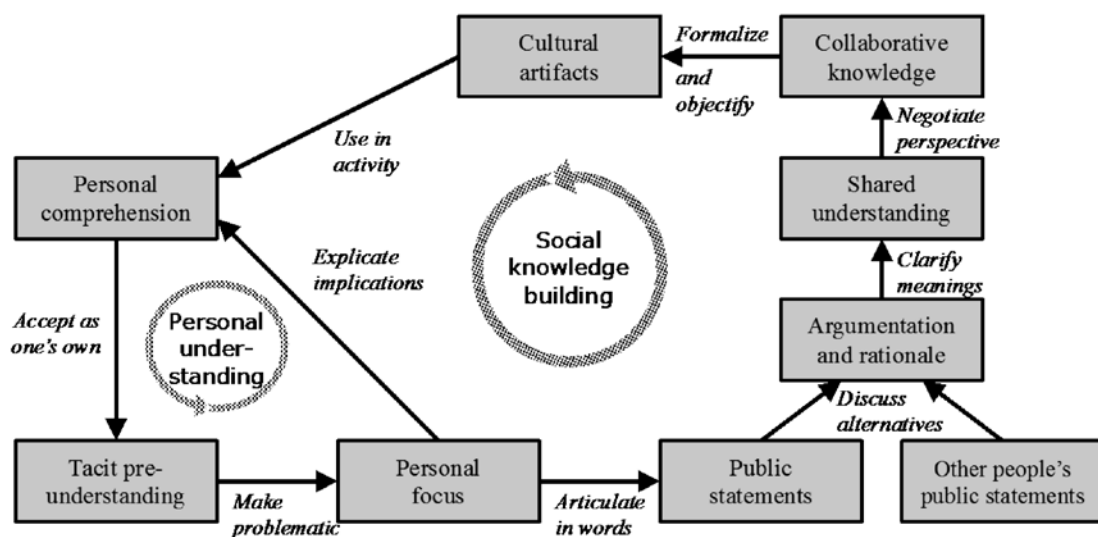 Cultural
artifacts
Formalize
and
objectify
Collaborative
knowledge
Negotiate
perspective
Use in
activity
Personal
comprehension
Shared
understanding
Social
knowledge
building
Explicate
implications
Clarify
meanings
Accept as
one's own
Personal
under-
standing
Argumentation
and rationale
Discuss
alternatives
Tacit pre-
understanding
Make
problematic
Personal
focus
Articulate
in words
Public
statements
Other people's
public statements